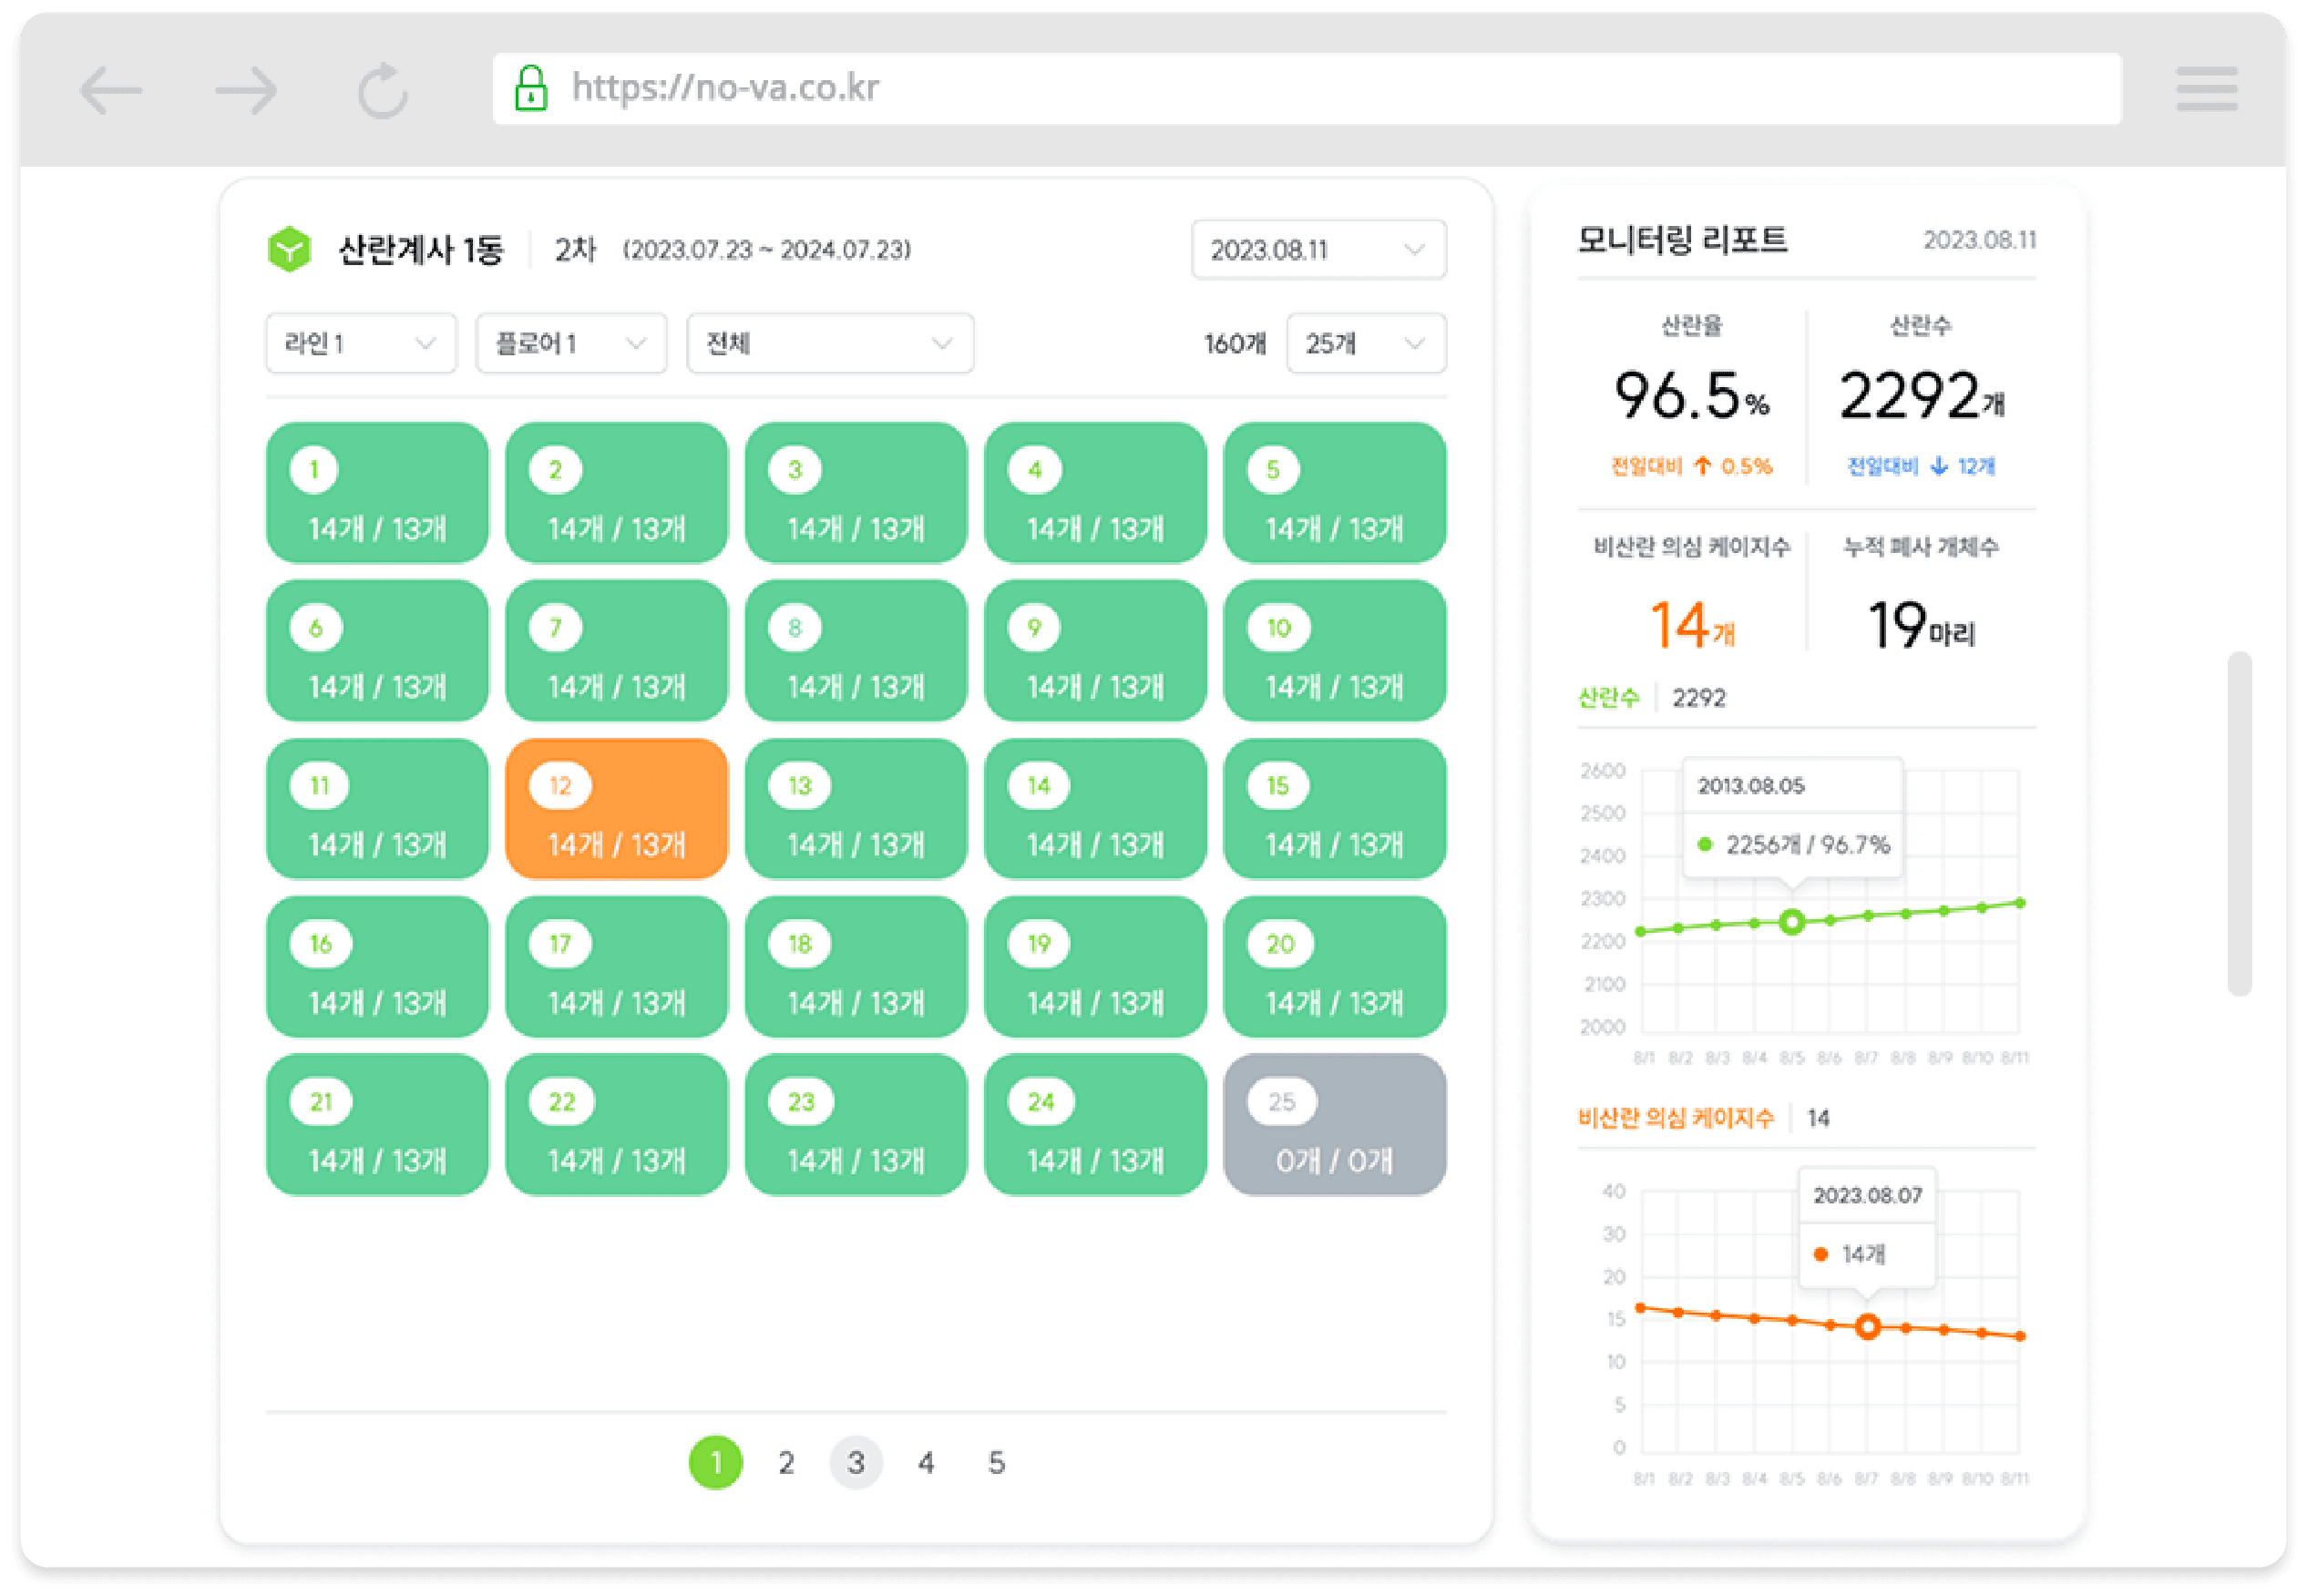 https://no-va.co.kr
산란계사 1동 2차 (2023.07.23 ~ 2024.07.23) 2023.08.11
라인 1 플로어 1 전체 160개 25개
1 2 3 4 5
14개 / 13개 14개 / 13개 14개 / 13개 14개 / 13개 14개 / 13개
6 7 8 9 10
14개 / 13개 14개 / 13개 14개 / 13개 14개 / 13개 14개 / 13개
11 12 13 14 15
14개 / 13개 14개 / 13개 14개 / 13개 14개 / 13개 14개 / 13개
16 17 18 19 20
14개 / 13개 14개 / 13개 14개 / 13개 14개 / 13개 14개 / 13개
21 22 23 24 25
14개 / 13개 14개 / 13개 14개 / 13개 14개 / 13개 0개 / 0개
1 2 3 4 5
모니터링 리포트 2023.08.11
산란율 산란수
96.5% 2292개
전일대비 ↑ 0.5% 전일대비 ↓ 12개
비산란 의심 케이지수 누적 폐사 개체수
14개 19마리
산란수 2292
2600
2500
2400
2300
2200
2100
2000
2013.08.05
2256개 / 96.7%
8/1 8/2 8/3 8/4 8/5 8/6 8/7 8/8 8/9 8/10 8/11
비산란 의심 케이지수 14
40
30
20
15
10
5
0
2023.08.07
14개
8/1 8/2 8/3 8/4 8/5 8/6 8/7 8/8 8/9 8/10 8/11